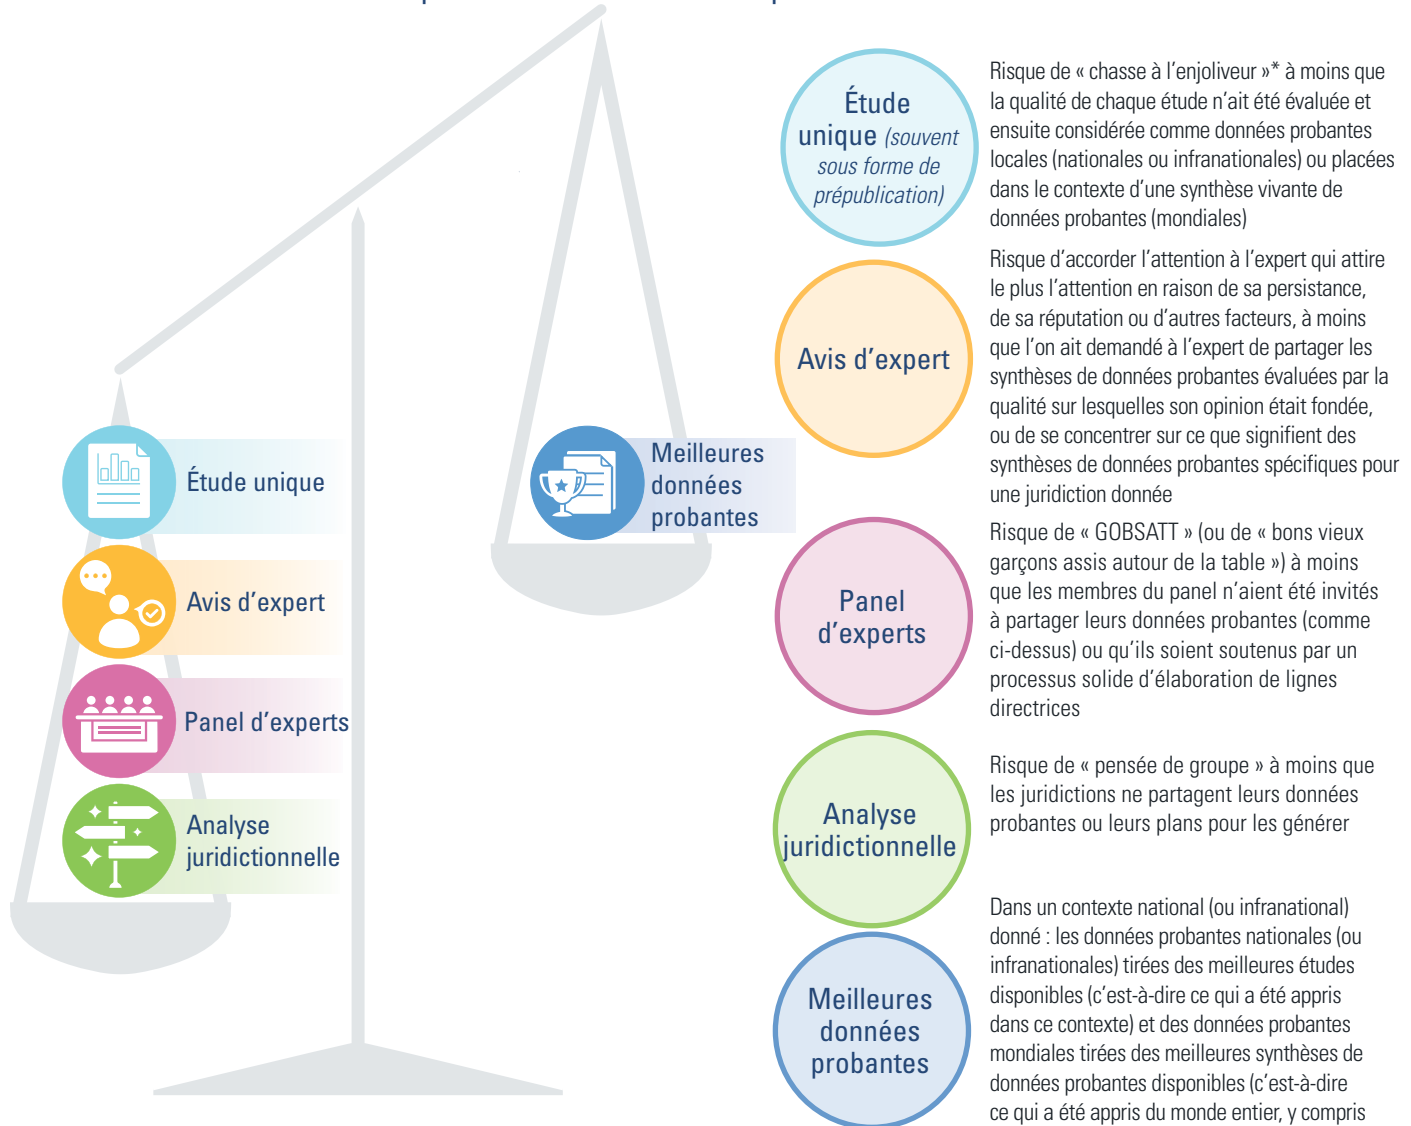 Étude unique
Avis d'expert
Panel d'experts
Analyse
juridictionnelle
Meilleures
données
probantes
Étude
unique (souvent
sous forme de
prépublication)
Risque de « chasse à l'enjoliveur »* à moins que
la qualité de chaque étude n'ait été évaluée et
ensuite considérée comme données probantes
locales (nationales ou infranationales) ou placées
dans le contexte d'une synthèse vivante de
données probantes (mondiales)
Avis d'expert
Risque d'accorder l'attention à l'expert qui attire
le plus l'attention en raison de sa persistance,
de sa réputation ou d'autres facteurs, à moins
que l'on ait demandé à l'expert de partager les
synthèses de données probantes évaluées par la
qualité sur lesquelles son opinion était fondée,
ou de se concentrer sur ce que signifient des
synthèses de données probantes spécifiques pour
une juridiction donnée
Panel
d'experts
Risque de « GOBSATT » (ou de « bons vieux
garçons assis autour de la table ») à moins
que les membres du panel n'aient été invités
à partager leurs données probantes (comme
ci-dessus) ou qu'ils soient soutenus par un
processus solide d'élaboration de lignes
directrices
Analyse
juridictionnelle
Risque de « pensée de groupe » à moins que
les juridictions ne partagent leurs données
probantes ou leurs plans pour les générer
Meilleures
données
probantes
Dans un contexte national (ou infranational)
donné : les données probantes nationales (ou
infranationales) tirées des meilleures études
disponibles (c'est-à-dire ce qui a été appris
dans ce contexte) et des données probantes
mondiales tirées des meilleures synthèses de
données probantes disponibles (c'est-à-dire
ce qui a été appris du monde entier, y compris